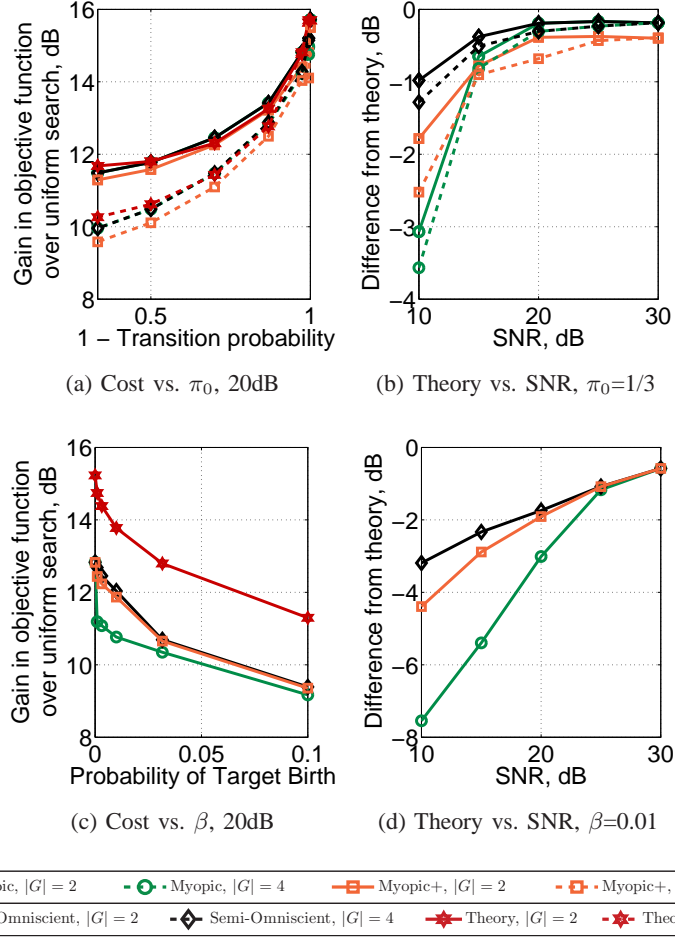 16
14
12
10
8
0.5
1
Gain in objective function
over uniform search, dB
1 − Transition probability
(a) Cost vs. π₀, 20dB
0
−1
−2
−3
−4
10
20
30
Difference from theory, dB
SNR, dB
(b) Theory vs. SNR, π₀=1/3
16
14
12
10
8
0
0.05
0.1
Gain in objective function
over uniform search, dB
Probability of Target Birth
(c) Cost vs. β, 20dB
0
−2
−4
−6
−8
10
20
30
Difference from theory, dB
SNR, dB
(d) Theory vs. SNR, β=0.01
ic, |G| = 2 Myopic, |G| = 4 Myopic+, |G| = 2 Myopic+,
Omniscient, |G| = 2 Semi-Omniscient, |G| = 4 Theory, |G| = 2 Theo